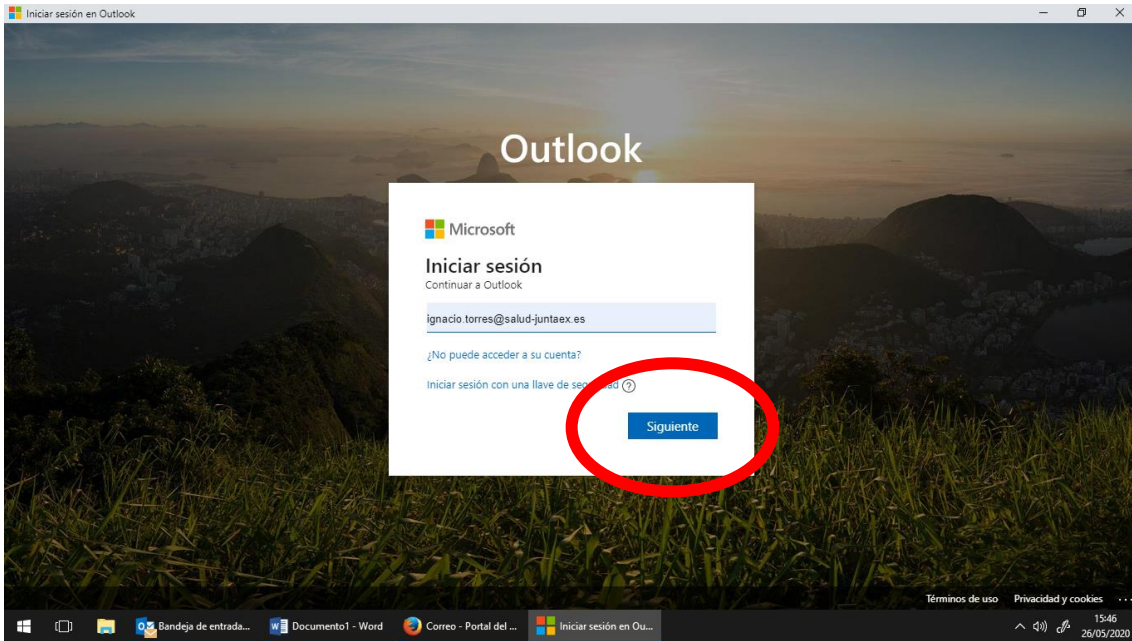 Iniciar sesión en Outlook
Outlook
Microsoft
Iniciar sesión
Continuar a Outlook
ignacio.torres@salud-juntaex.es
¿No puede acceder a su cuenta?
Iniciar sesión con una llave de seguridad
Siguiente
Términos de uso Privacidad y cookies ...
Bandeja de entrada... Documento1 - Word Correo - Portal del ... Iniciar sesión en Ou... 15:46
26/05/2020